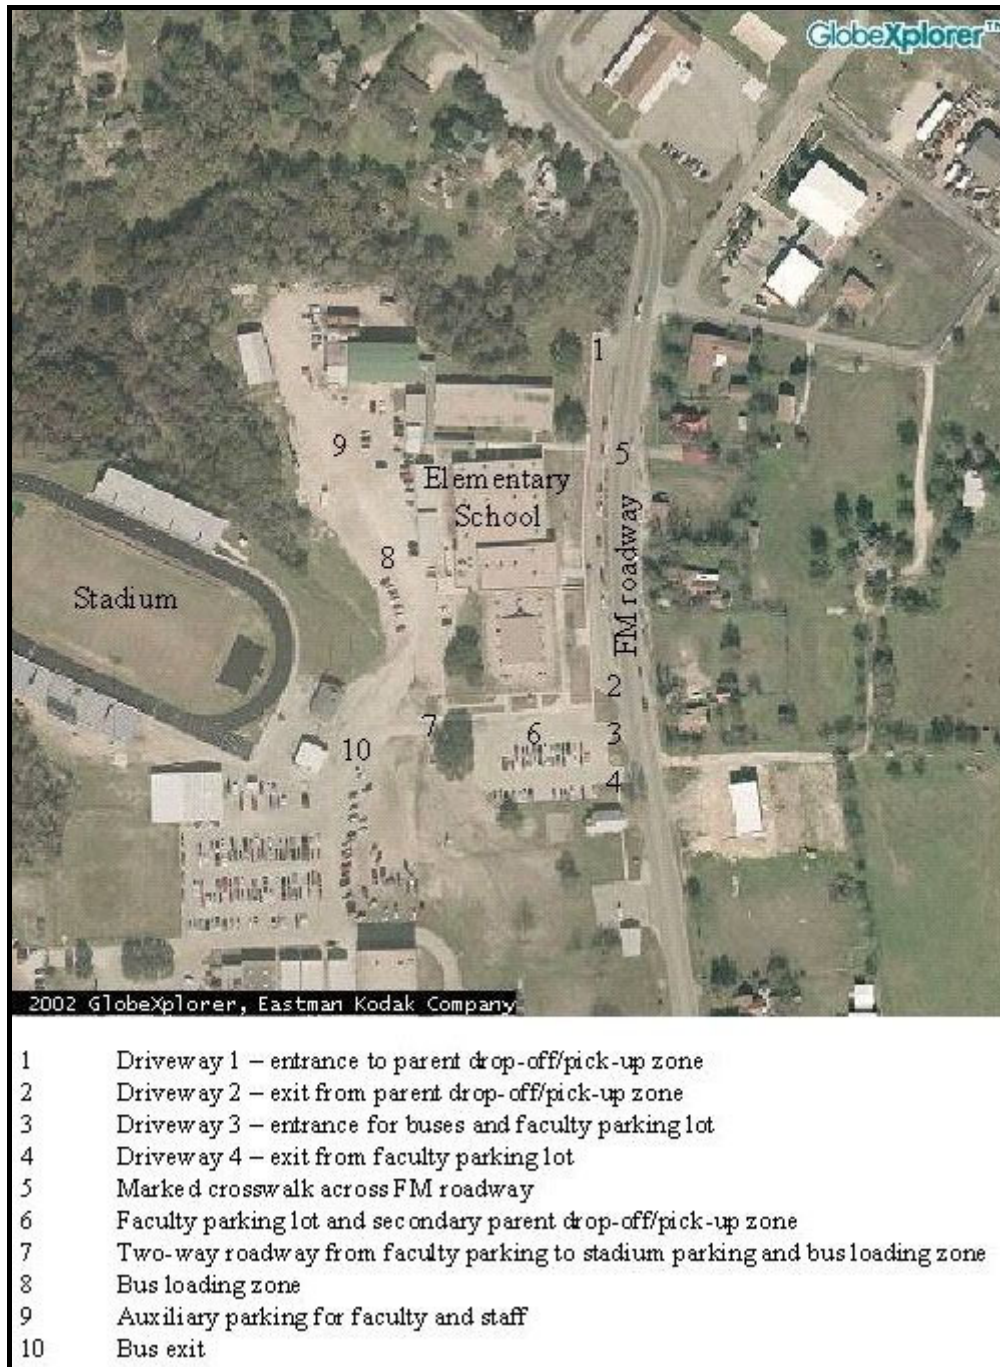 GlobeXplorer™
1
5
9
Elementary
School
8
FM roadway
Stadium
2
7
6
3
10
4
2002 GlobeXplorer, Eastman Kodak Company
1 Driveway 1 – entrance to parent drop-off/pick-up zone
2 Driveway 2 – exit from parent drop-off/pick-up zone
3 Driveway 3 – entrance for buses and faculty parking lot
4 Driveway 4 – exit from faculty parking lot
5 Marked crosswalk across FM roadway
6 Faculty parking lot and secondary parent drop-off/pick-up zone
7 Two-way roadway from faculty parking to stadium parking and bus loading zone
8 Bus loading zone
9 Auxiliary parking for faculty and staff
10 Bus exit